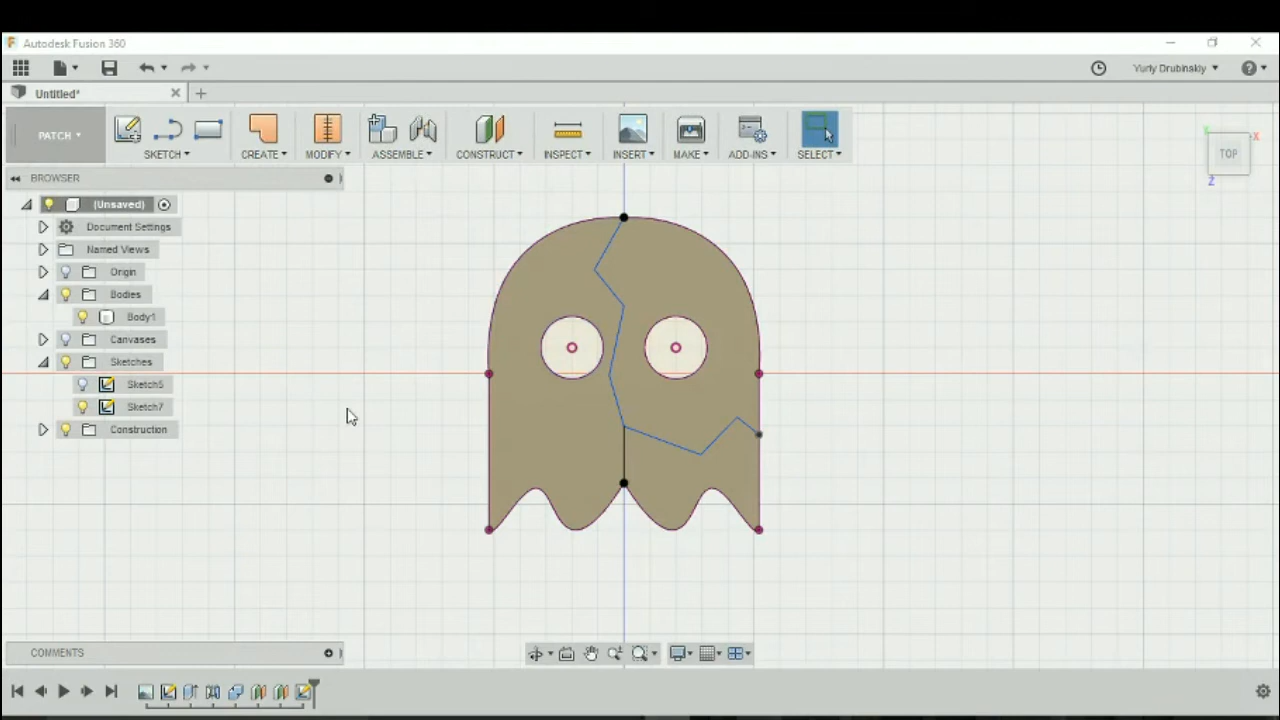 Autodesk Fusion 360
Yuriy Drubinskiy
Untitled*
PATCH
SKETCH
CREATE
MODIFY
ASSEMBLE
CONSTRUCT
INSPECT
INSERT
MAKE
ADD-INS
SELECT
X
TOP
Z
BROWSER
(Unsaved)
Document Settings
Named Views
Origin
Bodies
Body1
Canvases
Sketches
Sketch5
Sketch7
Construction
COMMENTS